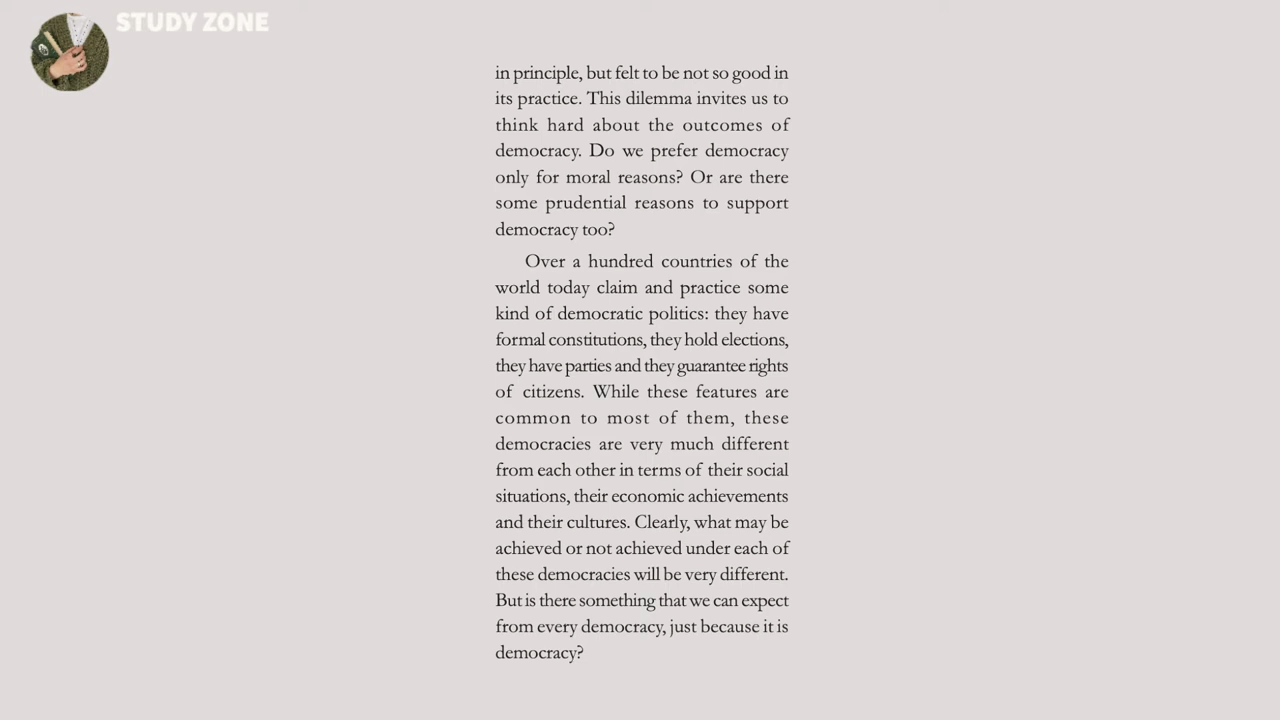 STUDY ZONE
in principle, but felt to be not so good in
its practice. This dilemma invites us to
think hard about the outcomes of
democracy. Do we prefer democracy
only for moral reasons? Or are there
some prudential reasons to support
democracy too?
Over a hundred countries of the
world today claim and practice some
kind of democratic politics: they have
formal constitutions, they hold elections,
they have parties and they guarantee rights
of citizens. While these features are
common to most of them, these
democracies are very much different
from each other in terms of their social
situations, their economic achievements
and their cultures. Clearly, what may be
achieved or not achieved under each of
these democracies will be very different.
But is there something that we can expect
from every democracy, just because it is
democracy?